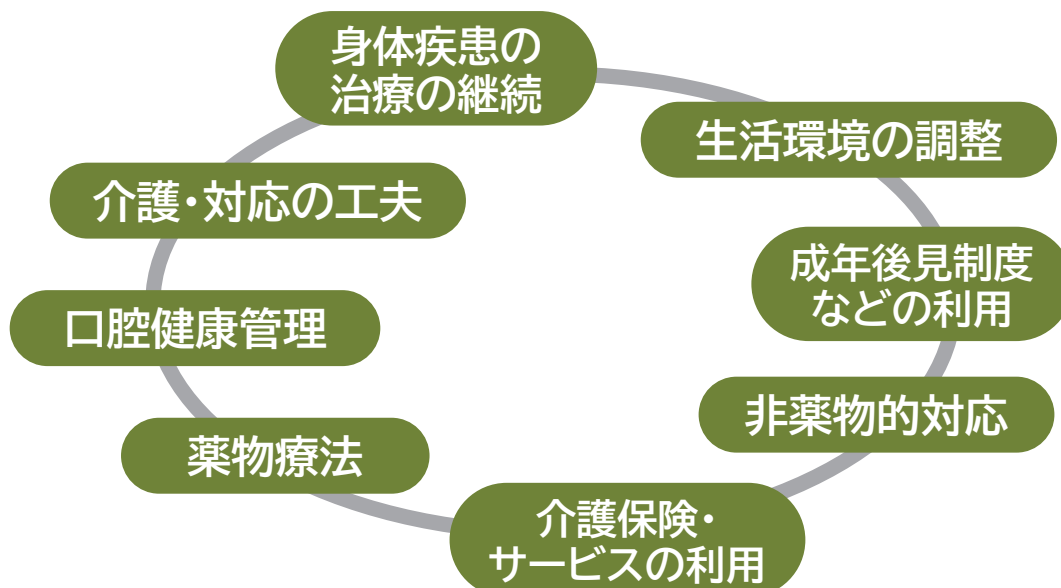 身体疾患の
治療の継続
生活環境の調整
介護・対応の工夫
成年後見制度
などの利用
口腔健康管理
非薬物的対応
薬物療法
介護保険・
サービスの利用